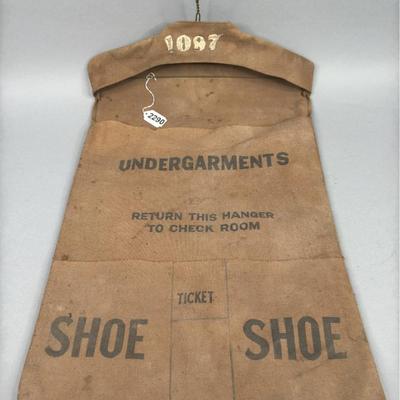 1097
2290
UNDERGARMENTS
RETURN THIS HANGER
TO CHECK ROOM
TICKET
SHOE SHOE